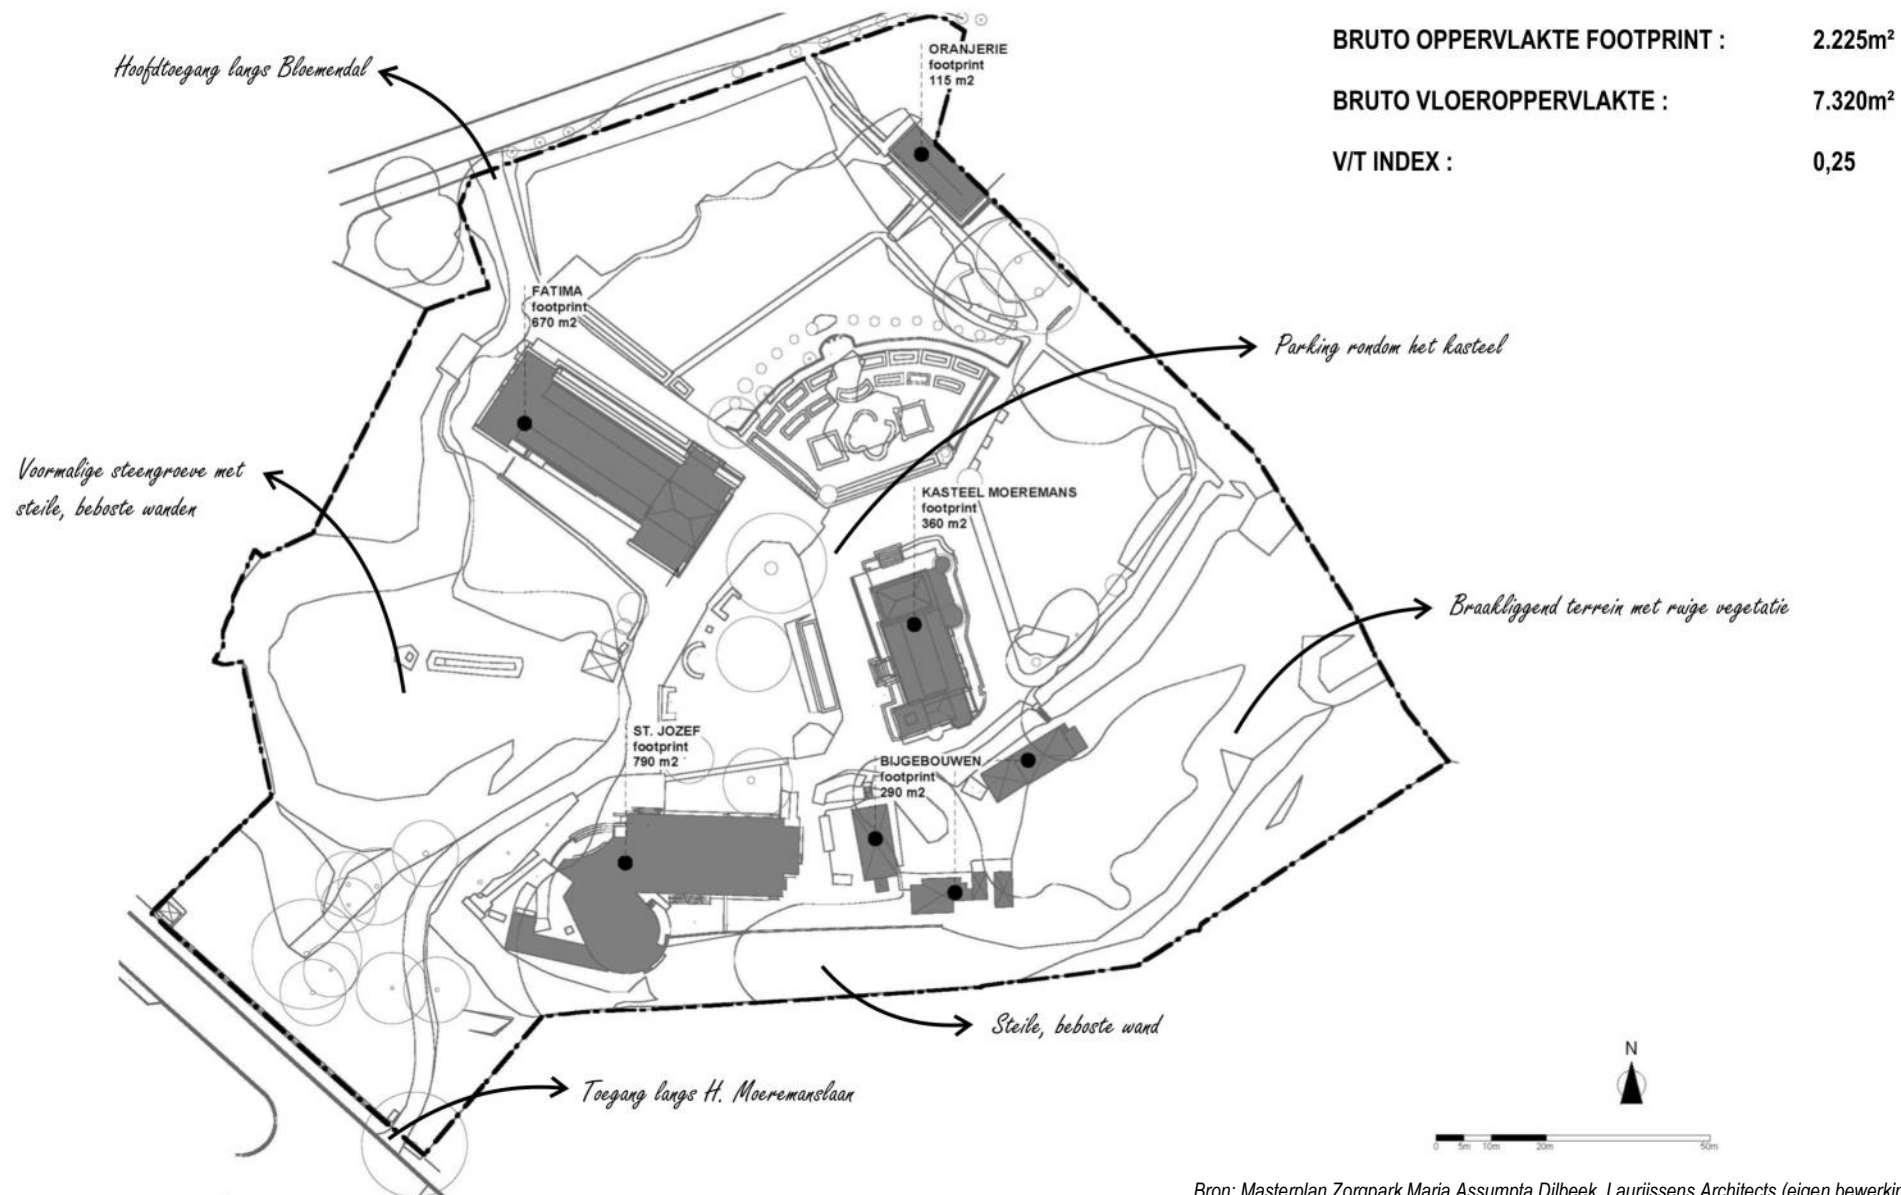 BRUTO OPPERVLAKTE FOOTPRINT : 2.225m²
BRUTO VLOEROPPERVLAKTE : 7.320m²
V/T INDEX : 0,25
Hoofdtoegang langs Bloemendal
ORANJERIE
footprint
115 m2
FATIMA
footprint
670 m2
Parking rondom het kasteel
Voormalige steengroeve met
steile, beboste wanden
KASTEEL MOEREMANS
footprint
360 m2
Braakliggend terrein met ruige vegetatie
ST. JOZEF
footprint
790 m2
BIJGEBOUWEN
footprint
290 m2
Steile, beboste wand
Toegang langs H. Moeremanslaan
N
0 5m 10m 20m 50m
Bron: Masterplan Zorgpark Maria Assumpta Dilbeek, Laurijssens Architects (eigen bewerkin